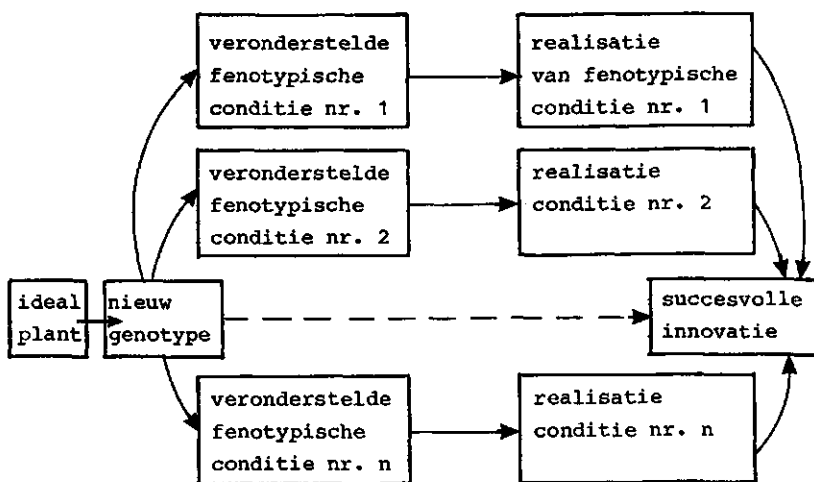 veronderstelde
fenotypische
conditie nr. 1
realisatie
van fenotypische
conditie nr. 1
veronderstelde
fenotypische
conditie nr. 2
realisatie
conditie nr. 2
ideal
plant
nieuw
genotype
succesvolle
innovatie
veronderstelde
fenotypische
conditie nr. n
realisatie
conditie nr. n